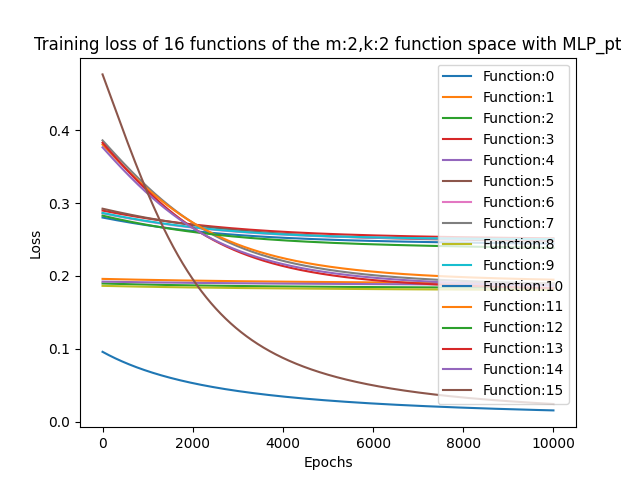 Training loss of 16 functions of the m:2,k:2 function space with MLP_pt
Loss
0.4
0.3
0.2
0.1
0.0
0
2000
4000
6000
8000
10000
Epochs
Function:0
Function:1
Function:2
Function:3
Function:4
Function:5
Function:6
Function:7
Function:8
Function:9
Function:10
Function:11
Function:12
Function:13
Function:14
Function:15